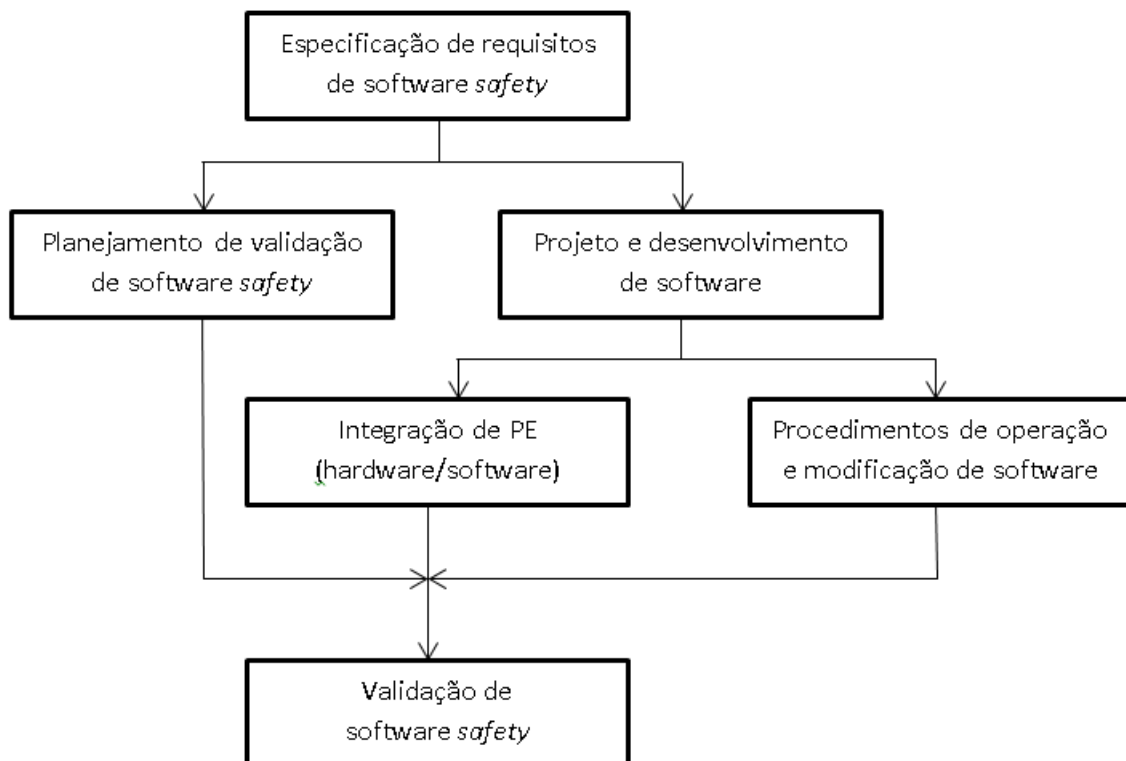 Especificação de requisitos
de software safety
Planejamento de validação
de software safety
Projeto e desenvolvimento
de software
Integração de PE
(hardware/software)
Procedimentos de operação
e modificação de software
Validação de
software safety